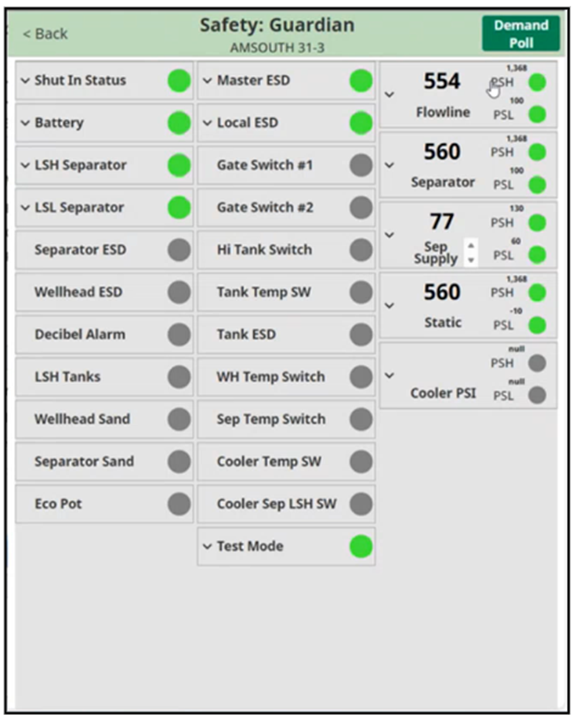 < Back
Safety: Guardian
AMSOUTH 31-3
Demand
Poll
Shut In Status
Battery
LSH Separator
LSL Separator
Separator ESD
Wellhead ESD
Decibel Alarm
LSH Tanks
Wellhead Sand
Separator Sand
Eco Pot
Master ESD
Local ESD
Gate Switch #1
Gate Switch #2
Hi Tank Switch
Tank Temp SW
Tank ESD
WH Temp Switch
Sep Temp Switch
Cooler Temp SW
Cooler Sep LSH SW
Test Mode
554
Flowline
1,368
PSH
100
PSL
560
Separator
1,368
PSH
100
PSL
77
Sep
Supply
130
PSH
60
PSL
560
Static
1,368
PSH
-10
PSL
Cooler PSI
null
PSH
null
PSL